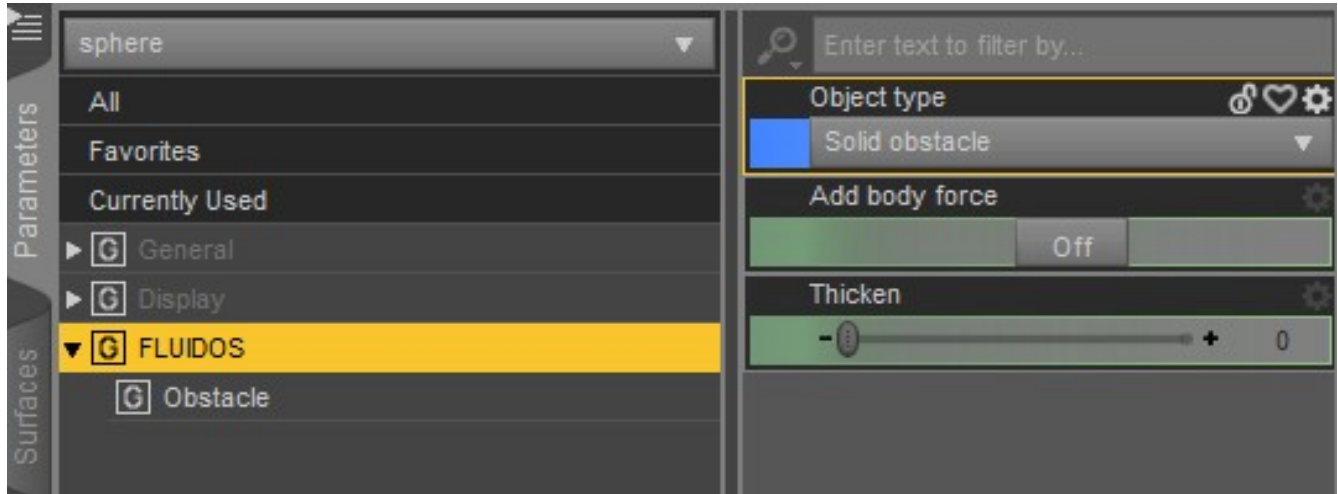 Parameters
Surfaces
sphere
All
Favorites
Currently Used
G General
G Display
G FLUIDOS
G Obstacle
Enter text to filter by...
Object type
Solid obstacle
Add body force
Off
Thicken
- + 0